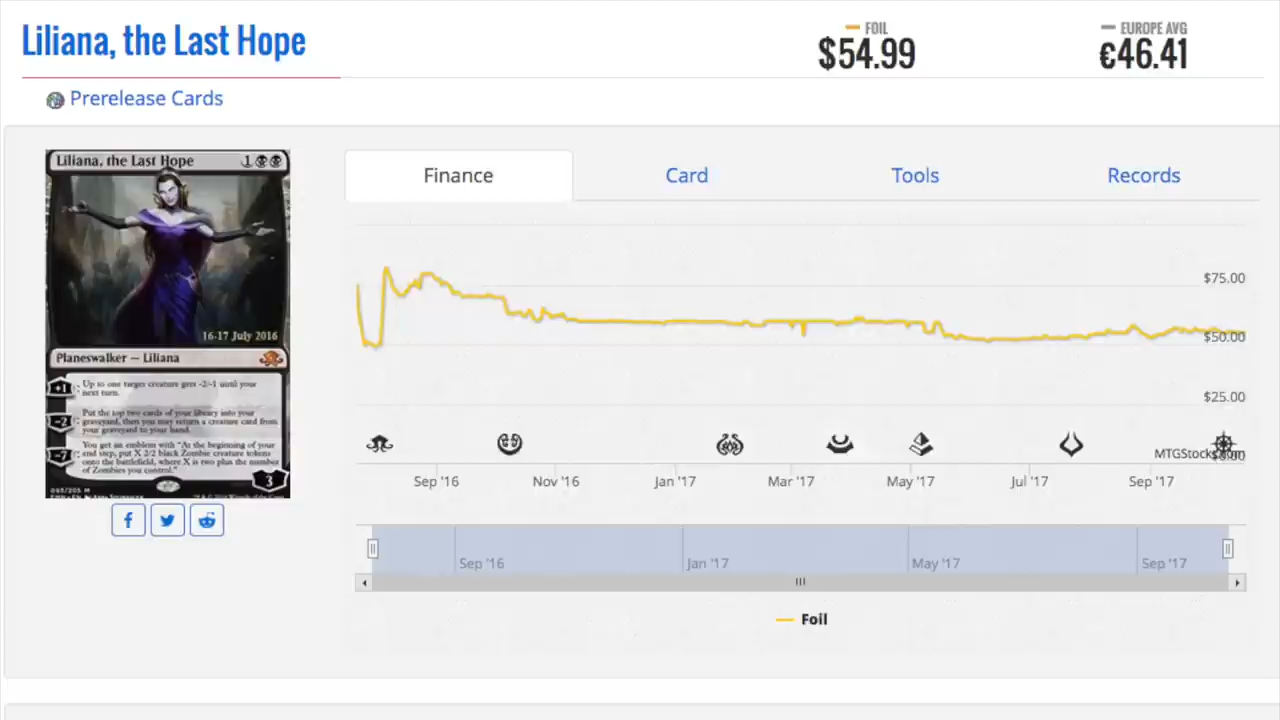 Liliana, the Last Hope
FOIL
$54.99
EUROPE AVG
€46.41
Prerelease Cards
Liliana, the Last Hope
1
16-17 July 2016
Planeswalker — Liliana
+1: Up to one target creature gets -2/-1 until your
next turn.
-2: Put the top two cards of your library into your
graveyard, then you may return a creature card from
your graveyard to your hand.
-7: You get an emblem with "At the beginning of your
end step, put X 2/2 black Zombie creature tokens
onto the battlefield, where X is two plus the number
of Zombies you control."
3
Finance
Card
Tools
Records
$75.00
$50.00
$25.00
$0.00
Sep '16
Nov '16
Jan '17
Mar '17
May '17
Jul '17
Sep '17
Sep '16
Jan '17
May '17
Sep '17
Foil